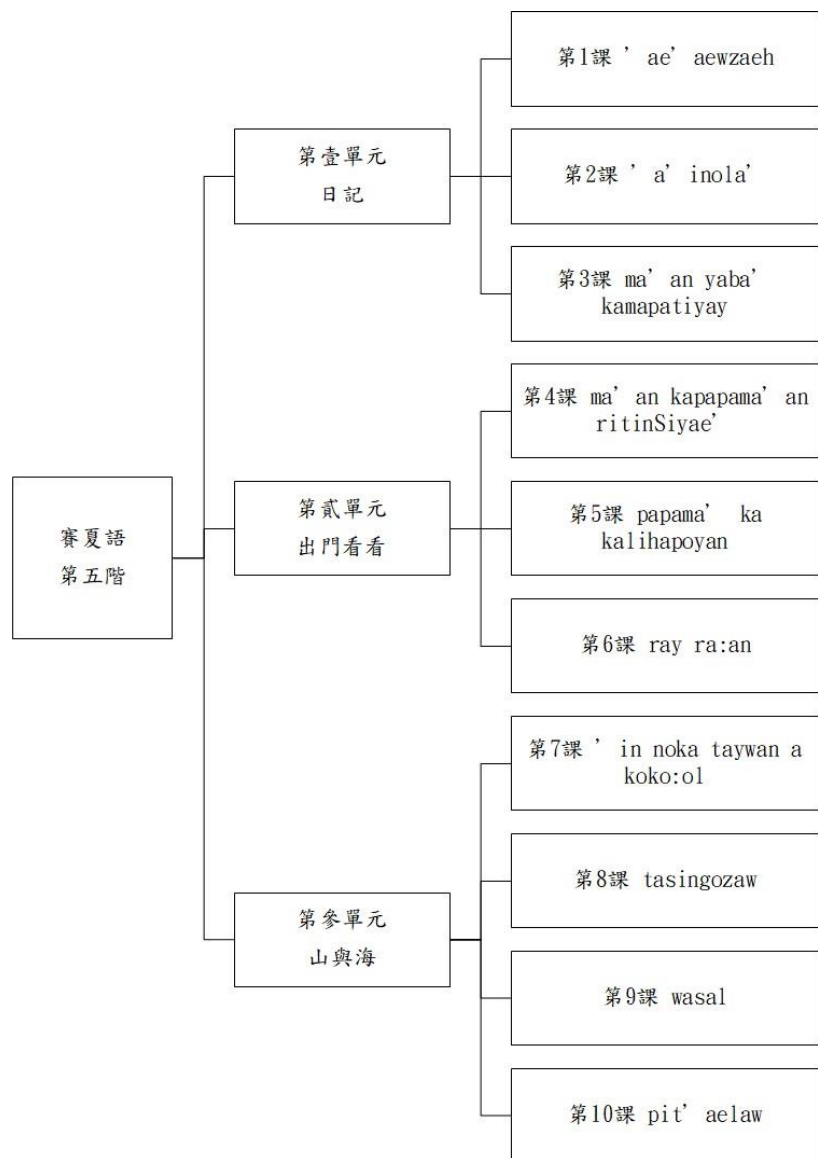 賽夏語
第五階
第壹單元
日記
第1課 ’ae’aewzaeh
第2課 ’a’inola’
第3課 ma’an yaba’
kamapatiyay
第貳單元
出門看看
第4課 ma’an kapapama’an
ritinSiyae’
第5課 papama’ ka
kalihapoyan
第6課 ray ra:an
第參單元
山與海
第7課 ’in noka taywan a
koko:ol
第8課 tasingozaw
第9課 wasal
第10課 pit’aelaw